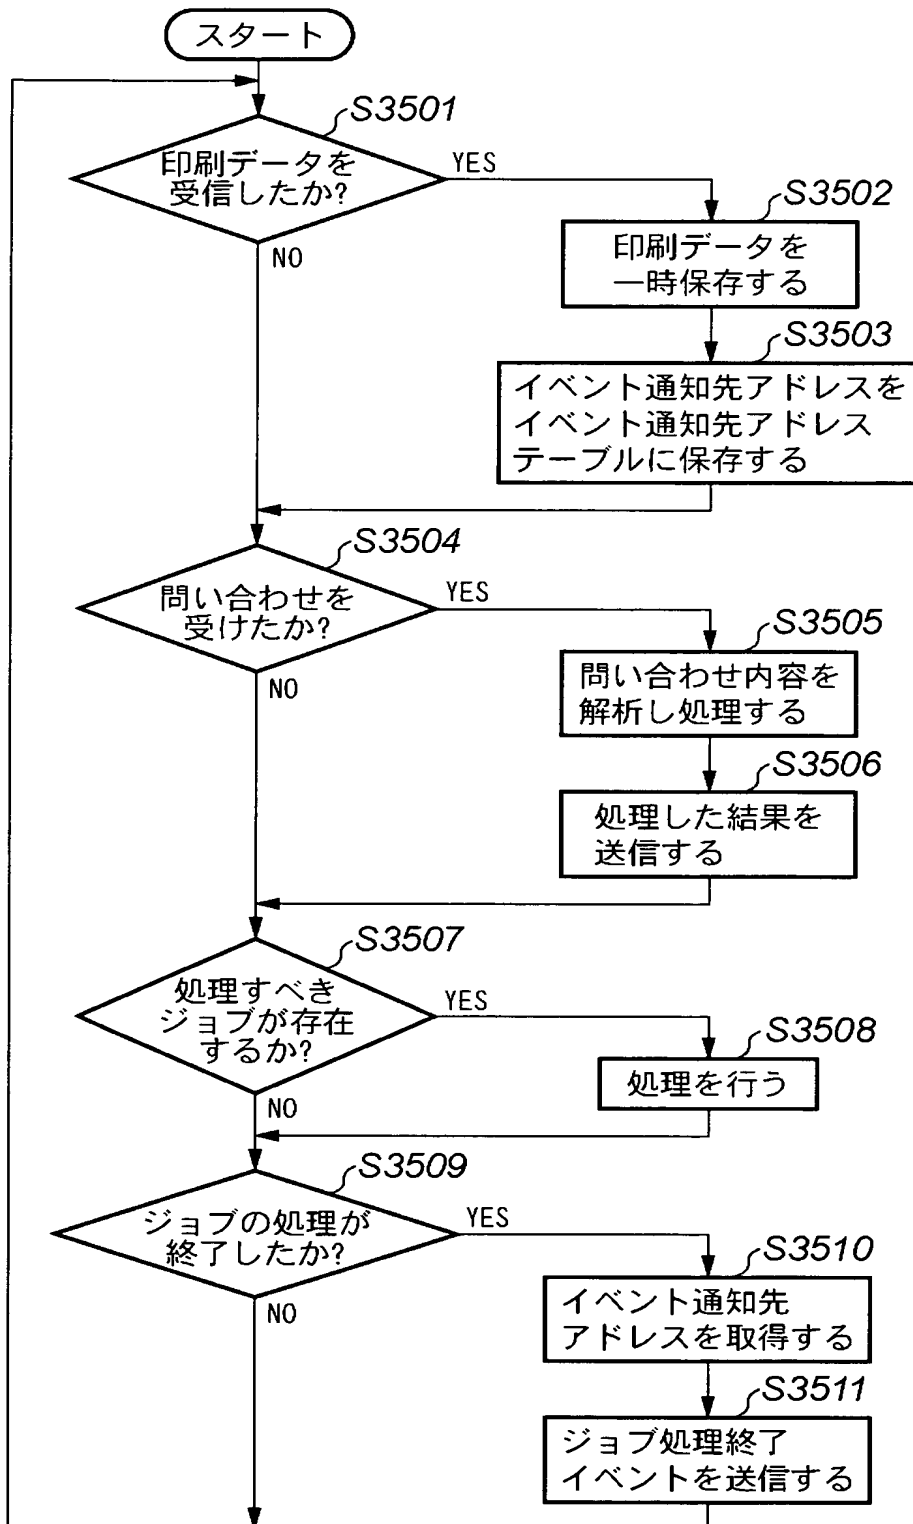 スタート
S3501
印刷データを
受信したか?
YES
NO
S3502
印刷データを
一時保存する
S3503
イベント通知先アドレスを
イベント通知先アドレス
テーブルに保存する
S3504
問い合わせを
受けたか?
YES
NO
S3505
問い合わせ内容を
解析し処理する
S3506
処理した結果を
送信する
S3507
処理すべき
ジョブが存在
するか?
YES
NO
S3508
処理を行う
S3509
ジョブの処理が
終了したか?
YES
NO
S3510
イベント通知先
アドレスを取得する
S3511
ジョブ処理終了
イベントを送信する